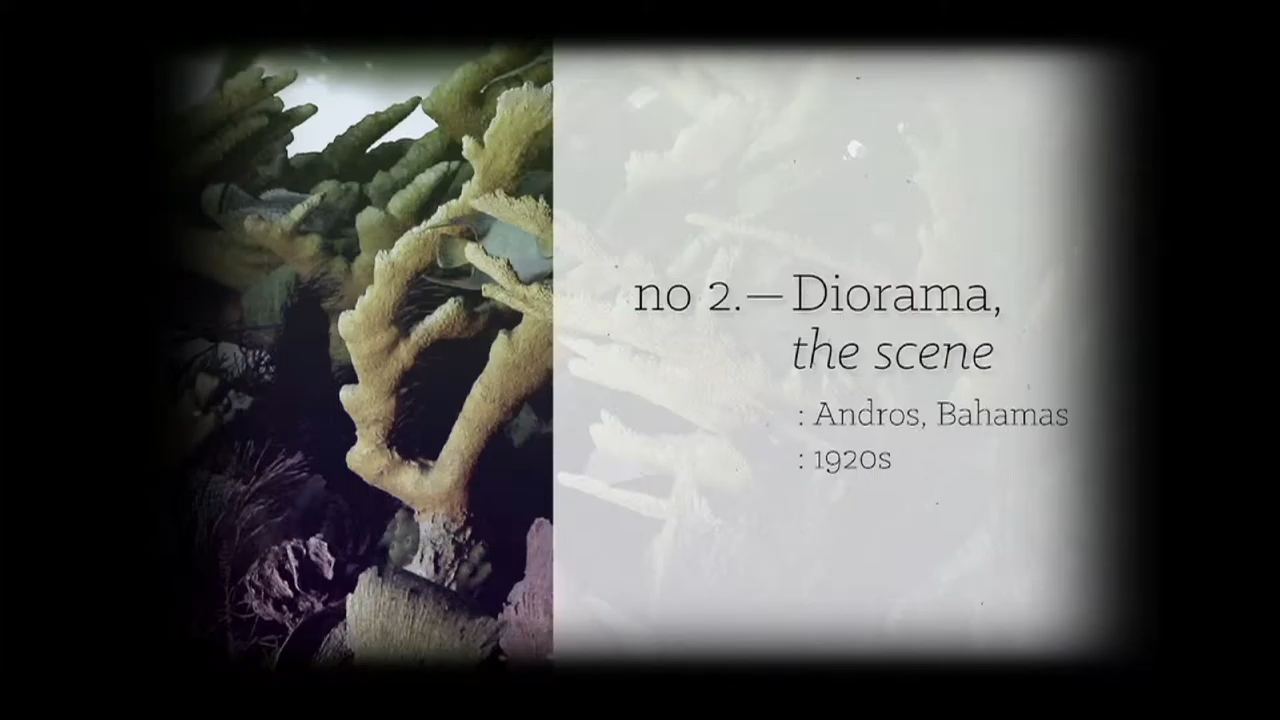 no 2.—Diorama,
the scene
: Andros, Bahamas
: 1920s